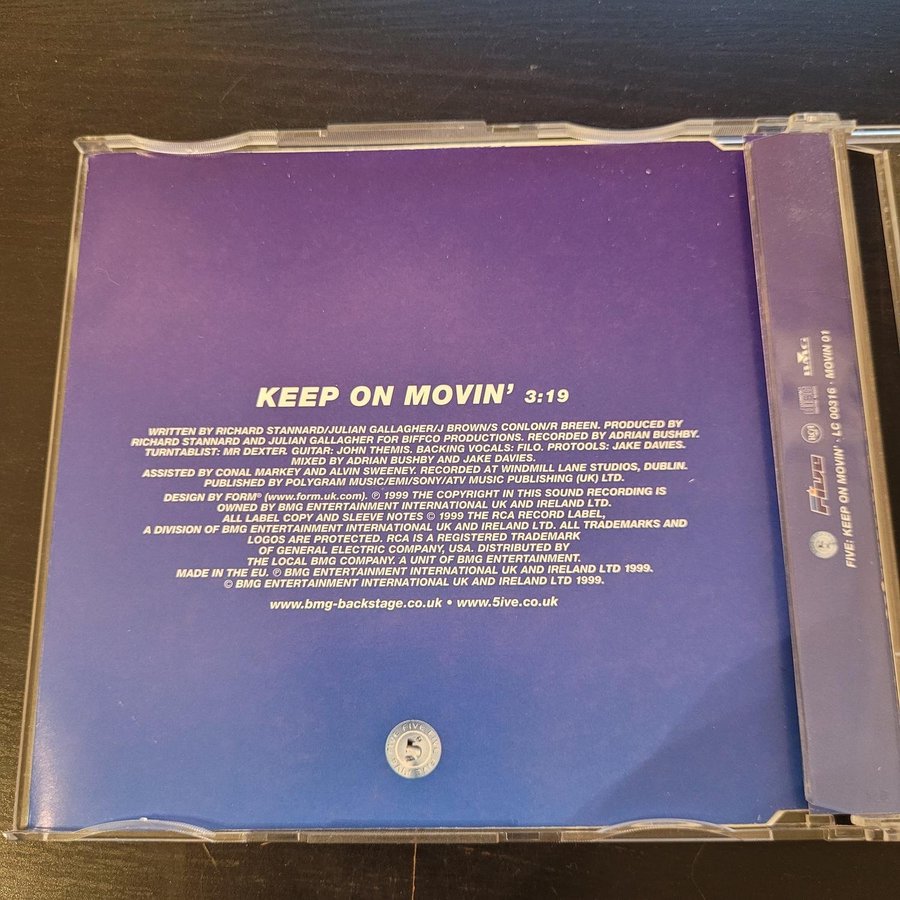 KEEP ON MOVIN' 3:19
WRITTEN BY RICHARD STANNARD/JULIAN GALLAGHER/J BROWN/S CONLON/R BREEN. PRODUCED BY
RICHARD STANNARD AND JULIAN GALLAGHER FOR BIFFCO PRODUCTIONS. RECORDED BY ADRIAN BUSHBY.
TURNTABLIST: MR DEXTER. GUITAR: JOHN THEMIS. BACKING VOCALS: FILO. PROTOOLS: JAKE DAVIES.
MIXED BY ADRIAN BUSHBY AND JAKE DAVIES.
ASSISTED BY CONAL MARKEY AND ALVIN SWEENEY. RECORDED AT WINDMILL LANE STUDIOS, DUBLIN.
PUBLISHED BY POLYGRAM MUSIC/EMI/SONY/ATV MUSIC PUBLISHING (UK) LTD.
DESIGN BY FORM® (www.form.uk.com). ℗ 1999 THE COPYRIGHT IN THIS SOUND RECORDING IS
OWNED BY BMG ENTERTAINMENT INTERNATIONAL UK AND IRELAND LTD.
ALL LABEL COPY AND SLEEVE NOTES © 1999 THE RCA RECORD LABEL,
A DIVISION OF BMG ENTERTAINMENT INTERNATIONAL UK AND IRELAND LTD. ALL TRADEMARKS AND
LOGOS ARE PROTECTED. RCA IS A REGISTERED TRADEMARK
OF GENERAL ELECTRIC COMPANY, USA. DISTRIBUTED BY
THE LOCAL BMG COMPANY. A UNIT OF BMG ENTERTAINMENT.
MADE IN THE EU. ℗ BMG ENTERTAINMENT INTERNATIONAL UK AND IRELAND LTD 1999.
© BMG ENTERTAINMENT INTERNATIONAL UK AND IRELAND LTD 1999.
www.bmg-backstage.co.uk • www.5ive.co.uk
FIVE FIVE FIVE FIVE
5
Five RCA BMG
FIVE: KEEP ON MOVIN' · LC 00316 · MOVIN 01